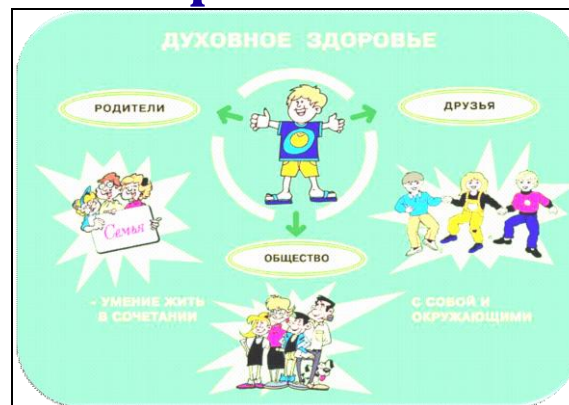 ДУХОВНОЕ ЗДОРОВЬЕ
РОДИТЕЛИ
ДРУЗЬЯ
Семья
ОБЩЕСТВО
- УМЕНИЕ ЖИТЬ
В СОЧЕТАНИИ
С СОБОЙ И
ОКРУЖАЮЩИМИ